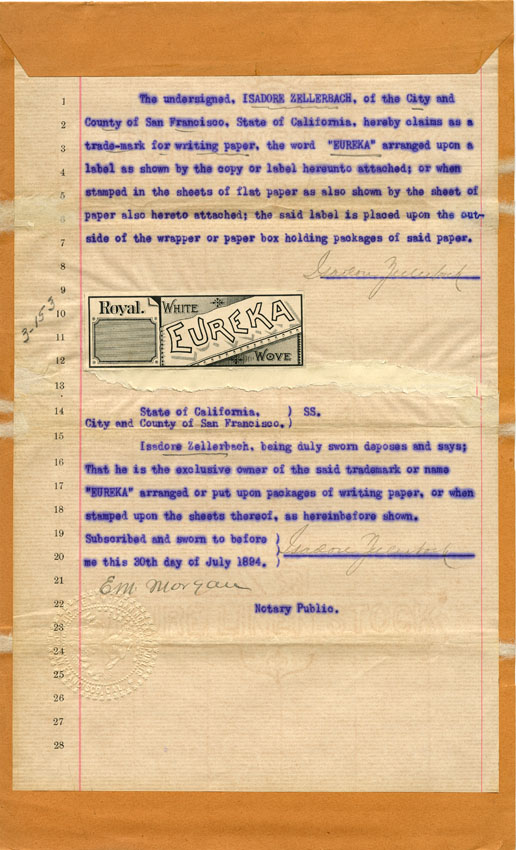 1 The undersigned, ISADORE ZELLERBACH, of the City and
2 County of San Francisco, State of California, hereby claims as a
3 trade-mark for writing paper, the word "EUREKA" arranged upon a
4 label as shown by the copy or label hereunto attached; or when
5 stamped in the sheets of flat paper as also shown by the sheet of
6 paper also hereto attached; the said label is placed upon the out-
7 side of the wrapper or paper box holding packages of said paper.
8 Isadore Zellerbach
9
3-153
10 Royal. WHITE
11 EUREKA
12 WOVE
13
14 State of California, ) SS.
City and County of San Francisco,)
15 Isadore Zellerbach, being duly sworn deposes and says;
16 That he is the exclusive owner of the said trademark or name
17 "EUREKA" arranged or put upon packages of writing paper, or when
18 stamped upon the sheets thereof, as hereinbefore shown.
19 Subscribed and sworn to before ) Isadore Zellerbach
20 me this 30th day of July 1894. )
21 EM Morgan
22 Notary Public.
23
24
25
26
27
28